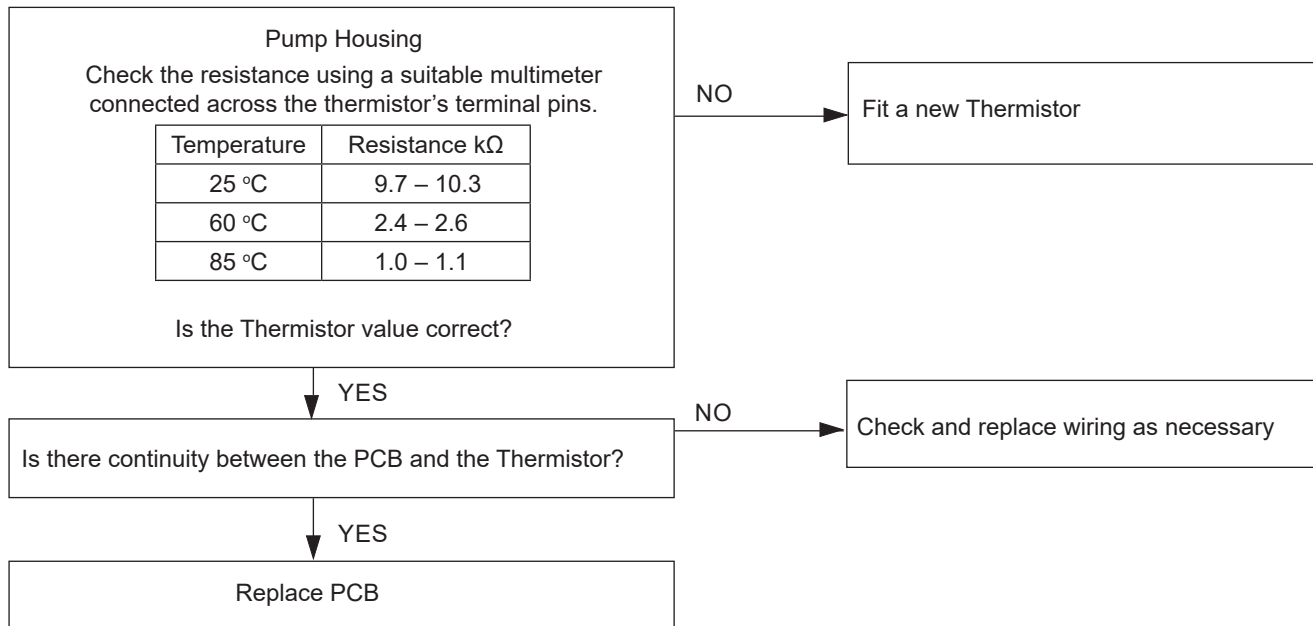 Pump Housing
Check the resistance using a suitable multimeter
connected across the thermistor’s terminal pins.
Temperature Resistance kΩ
25 °C 9.7 – 10.3
60 °C 2.4 – 2.6
85 °C 1.0 – 1.1
Is the Thermistor value correct?
NO
Fit a new Thermistor
YES
Is there continuity between the PCB and the Thermistor?
NO
Check and replace wiring as necessary
YES
Replace PCB